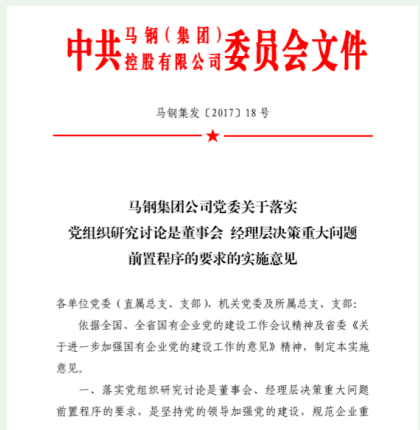 中共马钢（集团）控股有限公司委员会文件
马钢集发〔2017〕18号
马钢集团公司党委关于落实
党组织研究讨论是董事会 经理层决策重大问题
前置程序的要求的实施意见
各单位党委（直属总支、支部）、机关党委及所属总支、支部：
依据全国、全省国有企业党的建设工作会议精神及省委《关
于进一步加强国有企业党的建设工作的意见》精神，制定本实施
意见。
一、落实党组织研究讨论是董事会、经理层决策重大问题
前置程序的要求，是坚持党的领导加强党的建设，规范企业重